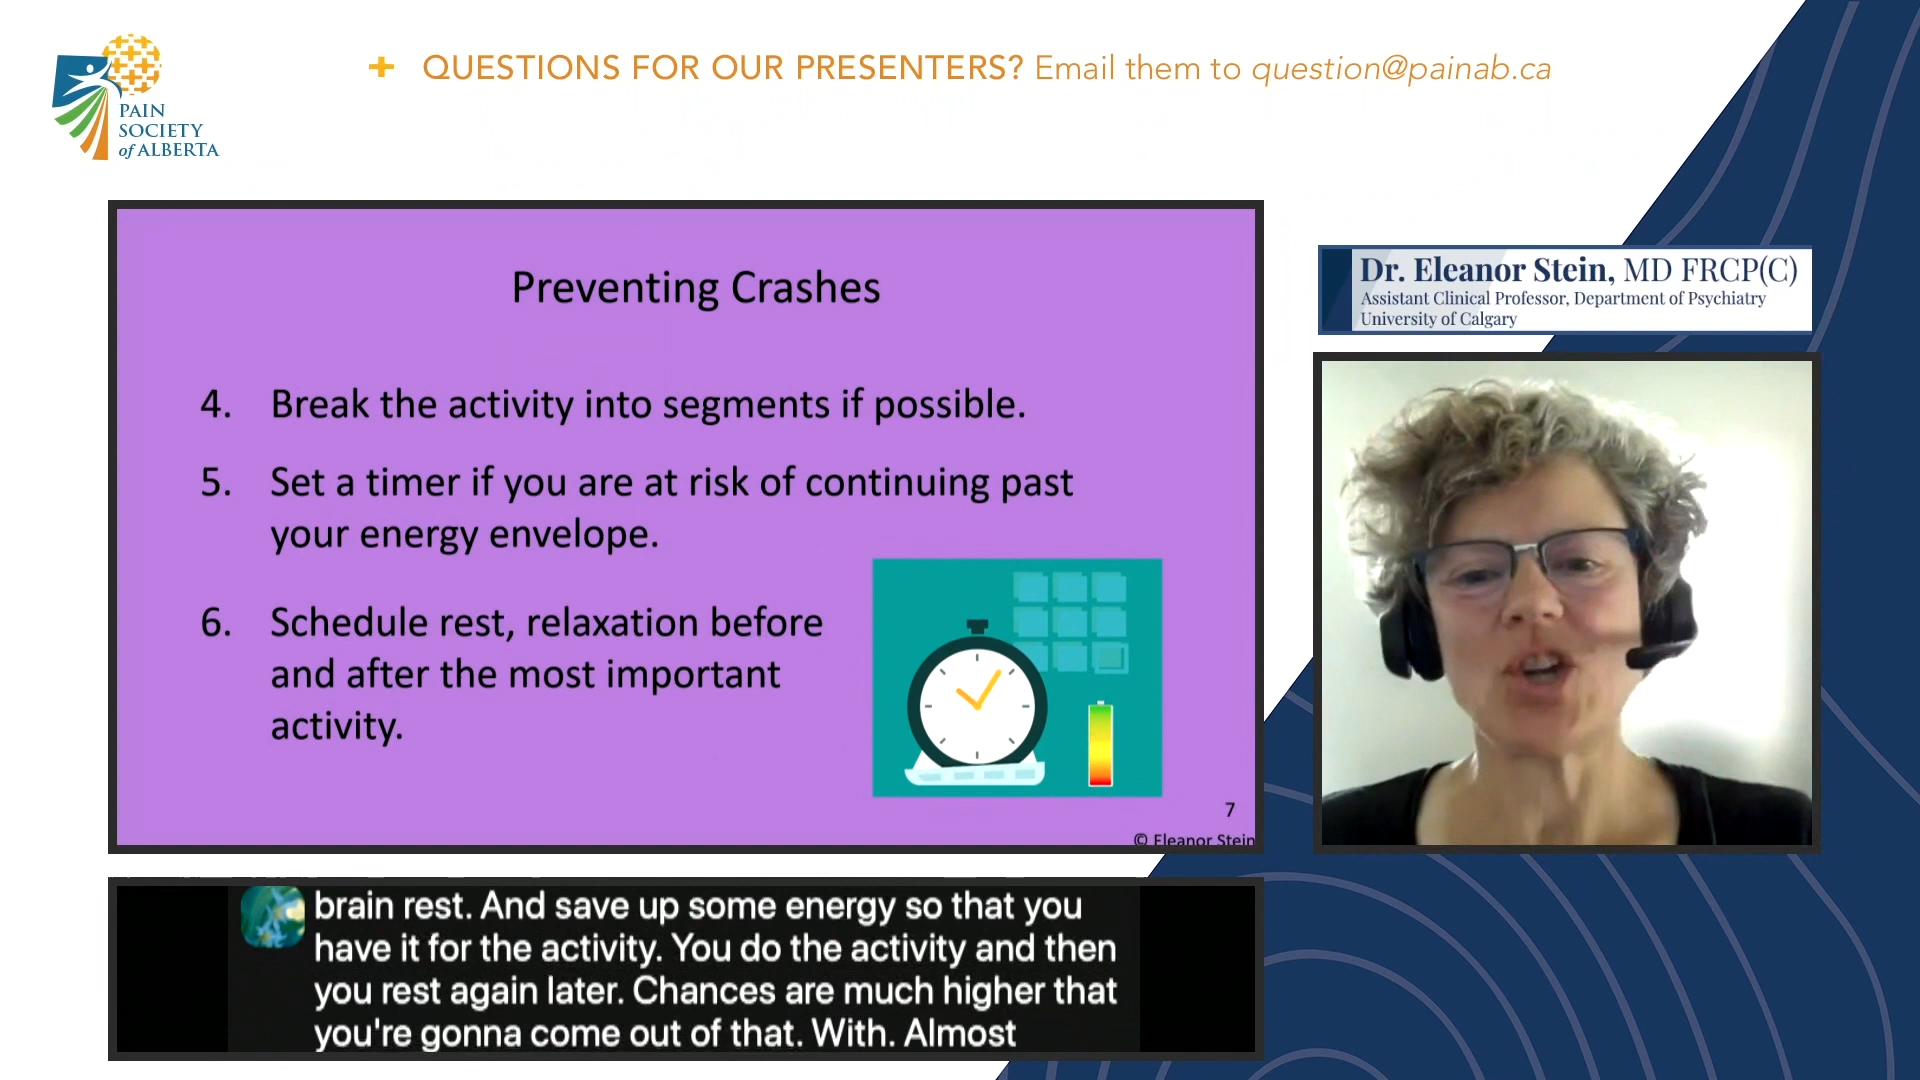 QUESTIONS FOR OUR PRESENTERS? Email them to question@painab.ca
PAIN
SOCIETY
of ALBERTA
Preventing Crashes
4. Break the activity into segments if possible.
5. Set a timer if you are at risk of continuing past
your energy envelope.
6. Schedule rest, relaxation before
and after the most important
activity.
7
© Eleanor Stein
Dr. Eleanor Stein, MD FRCP(C)
Assistant Clinical Professor, Department of Psychiatry
University of Calgary
brain rest. And save up some energy so that you
have it for the activity. You do the activity and then
you rest again later. Chances are much higher that
you're gonna come out of that. With. Almost